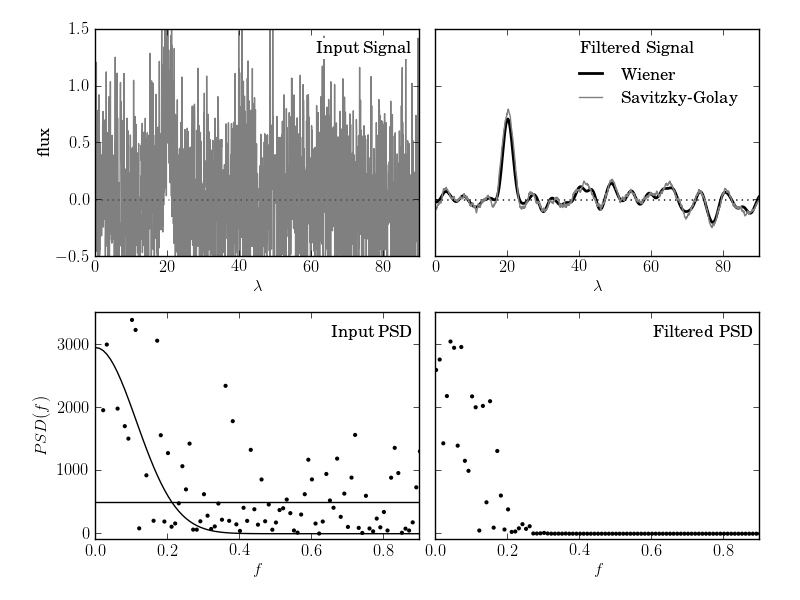 Input Signal
1.5
1.0
0.5
0.0
−0.5
flux
0
20
40
60
80
λ
Filtered Signal
Wiener
Savitzky-Golay
0
20
40
60
80
λ
Input PSD
3000
2000
1000
0
PSD(f)
0.0
0.2
0.4
0.6
0.8
f
Filtered PSD
0.0
0.2
0.4
0.6
0.8
f